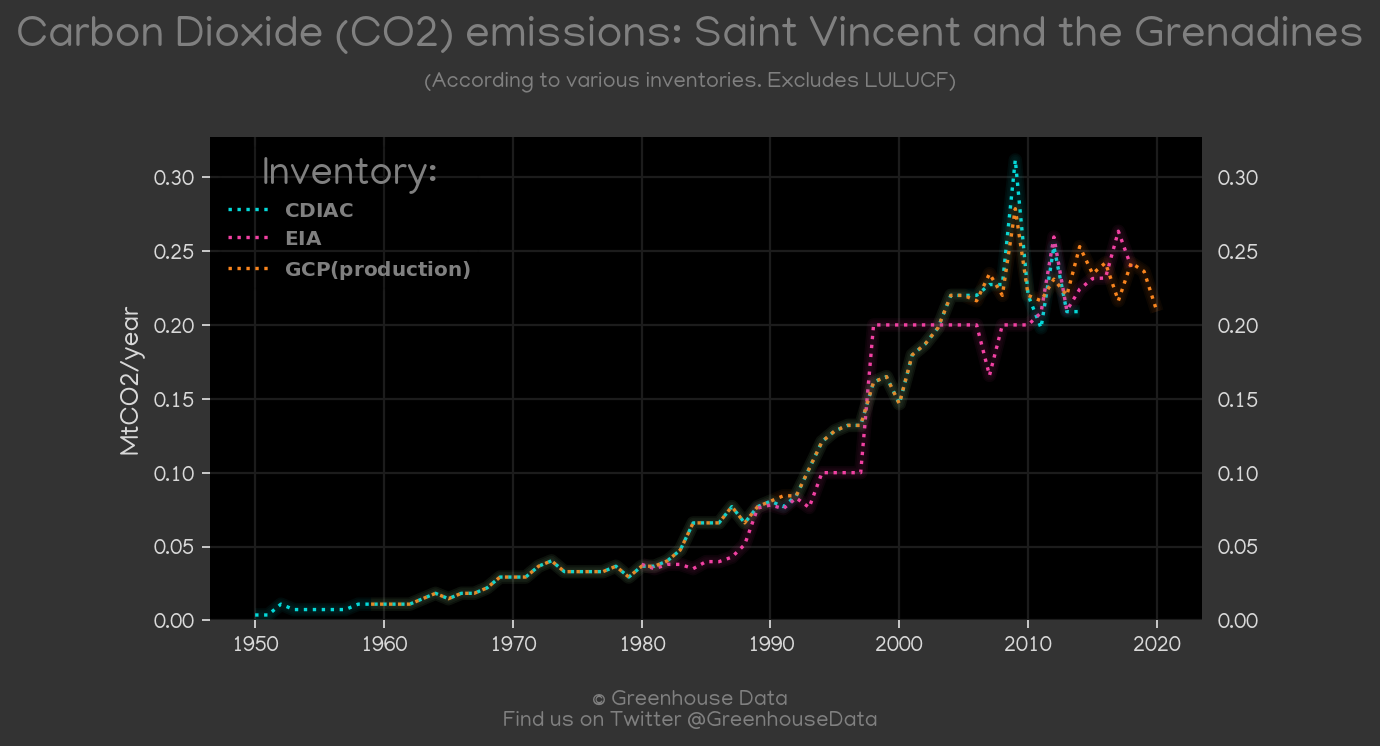 Carbon Dioxide (CO2) emissions: Saint Vincent and the Grenadines
(According to various inventories. Excludes LULUCF)
Inventory:
CDIAC
EIA
GCP(production)
MtCO2/year
0.30
0.25
0.20
0.15
0.10
0.05
0.00
0.30
0.25
0.20
0.15
0.10
0.05
0.00
1950 1960 1970 1980 1990 2000 2010 2020
© Greenhouse Data
Find us on Twitter @GreenhouseData